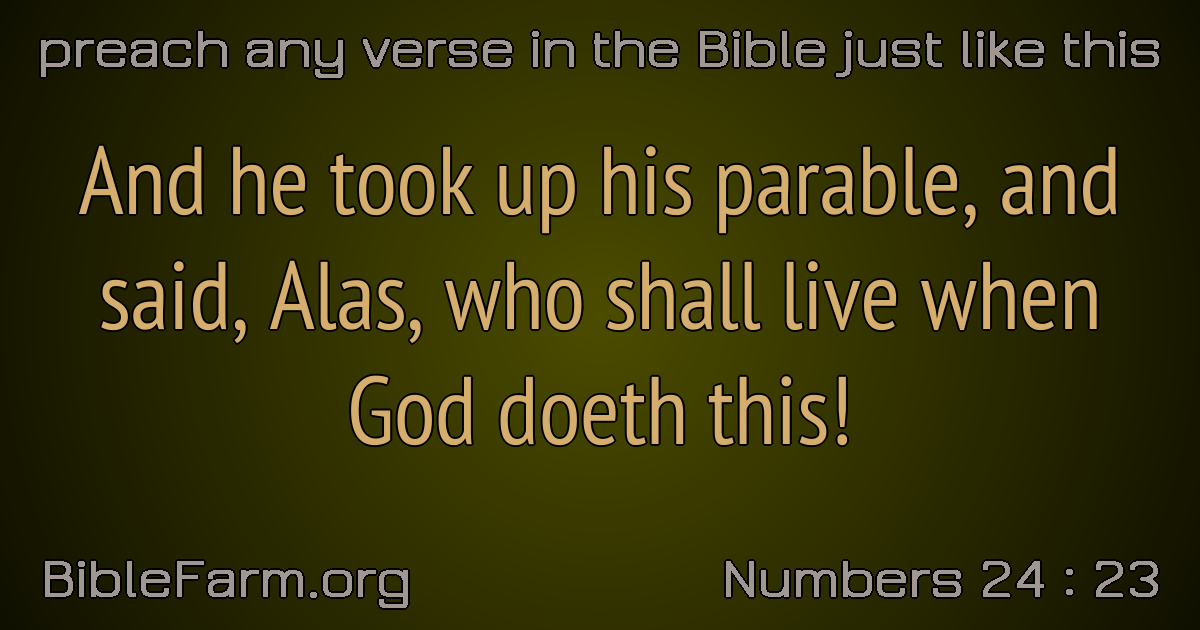 preach any verse in the Bible just like this
And he took up his parable, and
said, Alas, who shall live when
God doeth this!
BibleFarm.org
Numbers 24 : 23